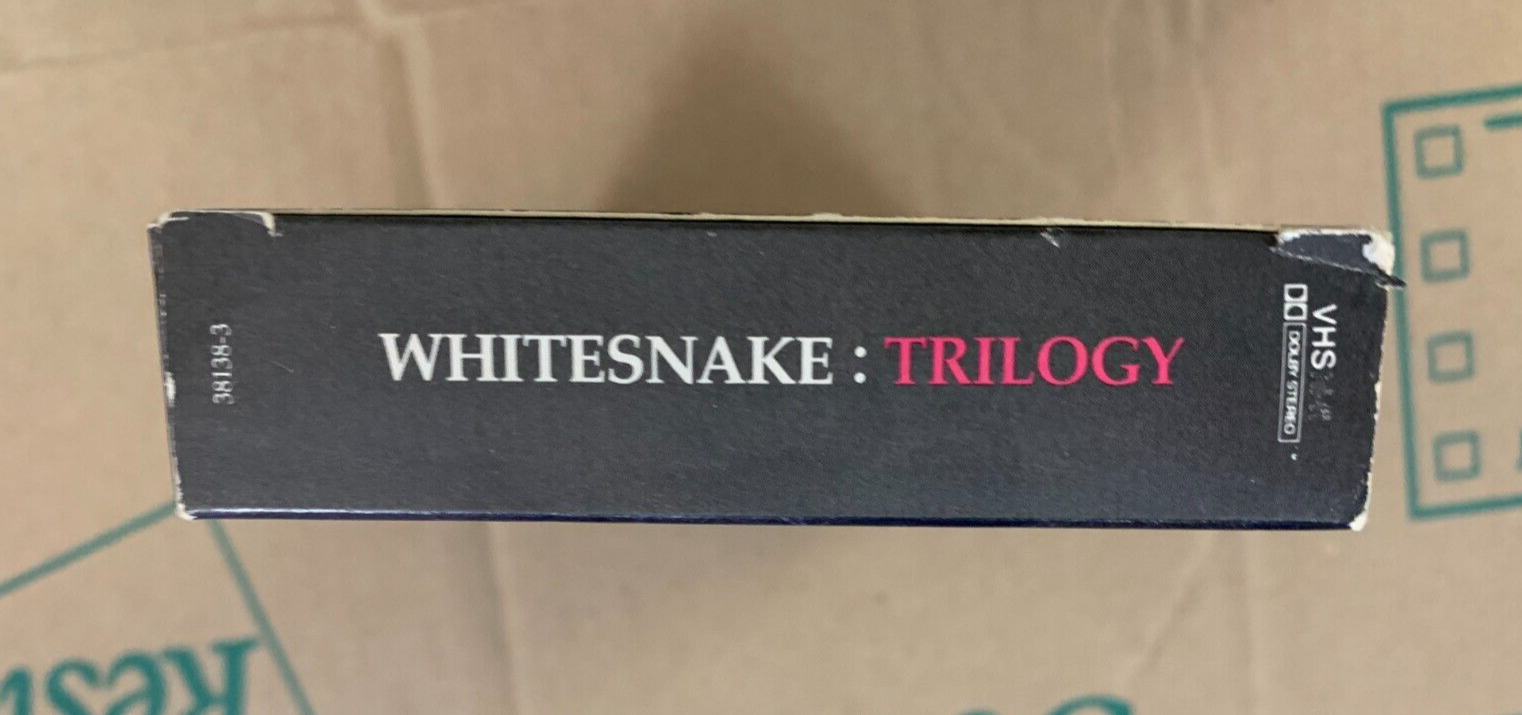 38138-3
WHITESNAKE : TRILOGY
VHS
DOLBY STEREO